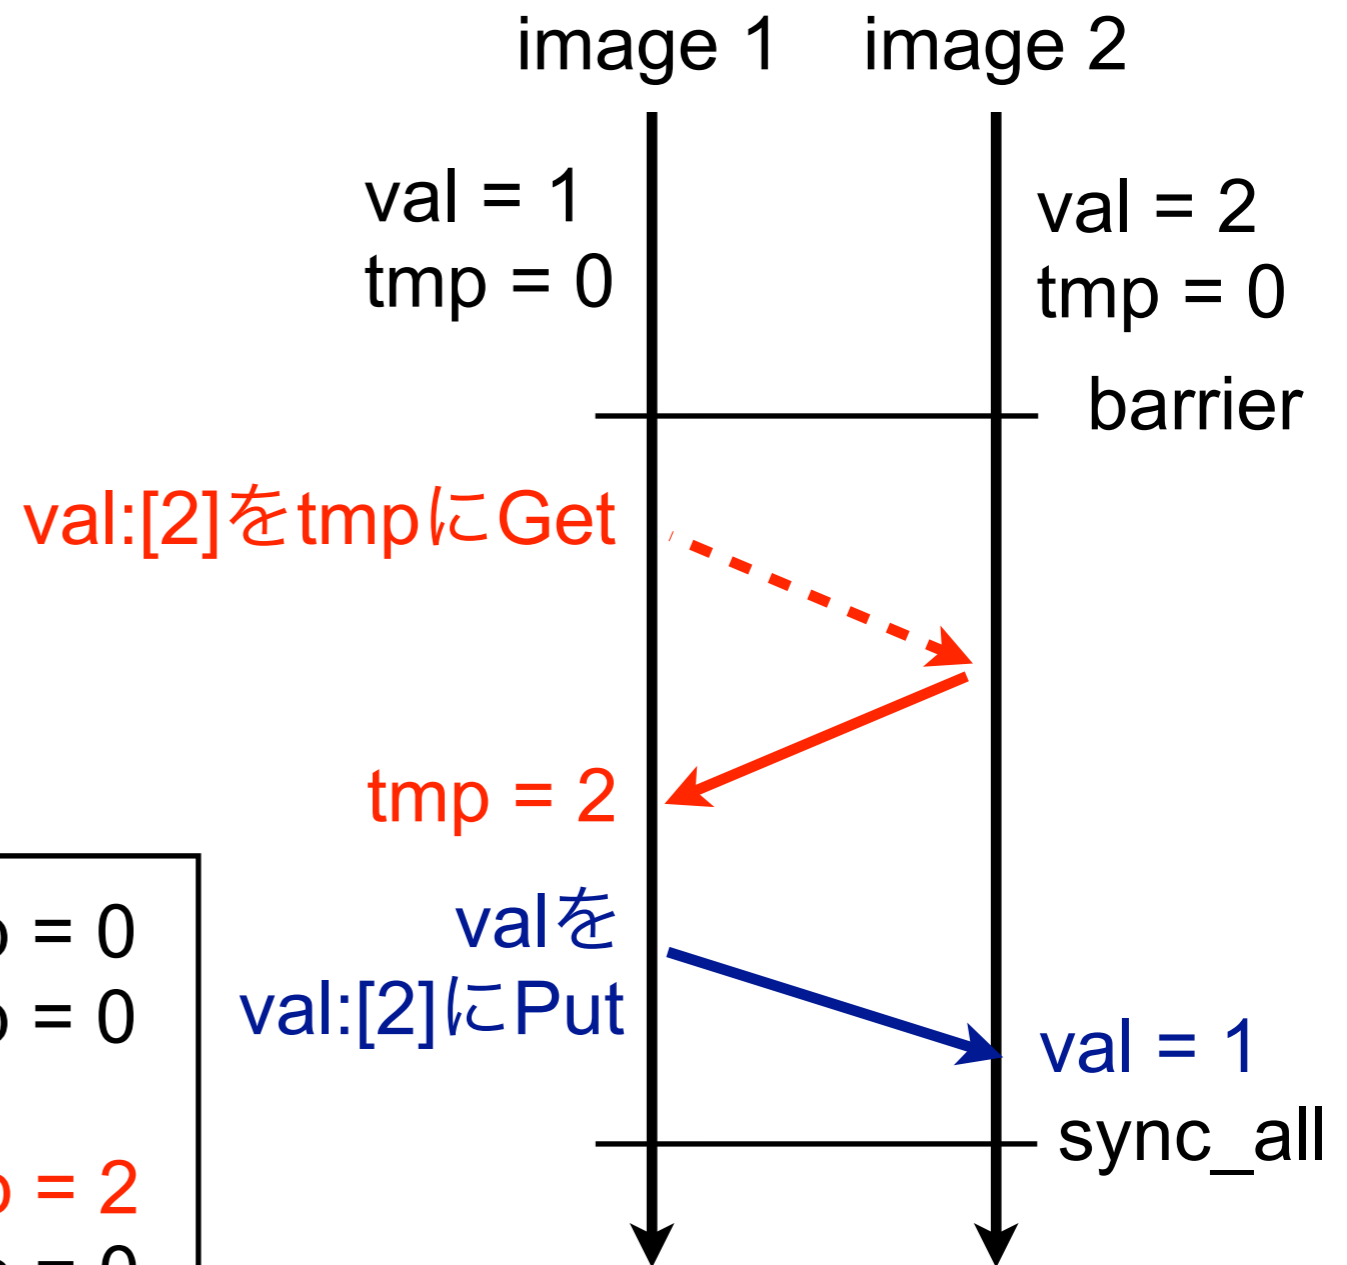 image 1 image 2
val = 1
tmp = 0
val = 2
tmp = 0
barrier
val:[2]をtmpにGet
tmp = 2
valを
val:[2]にPut
val = 1
sync_all
= 0
= 0
= 2
= 0